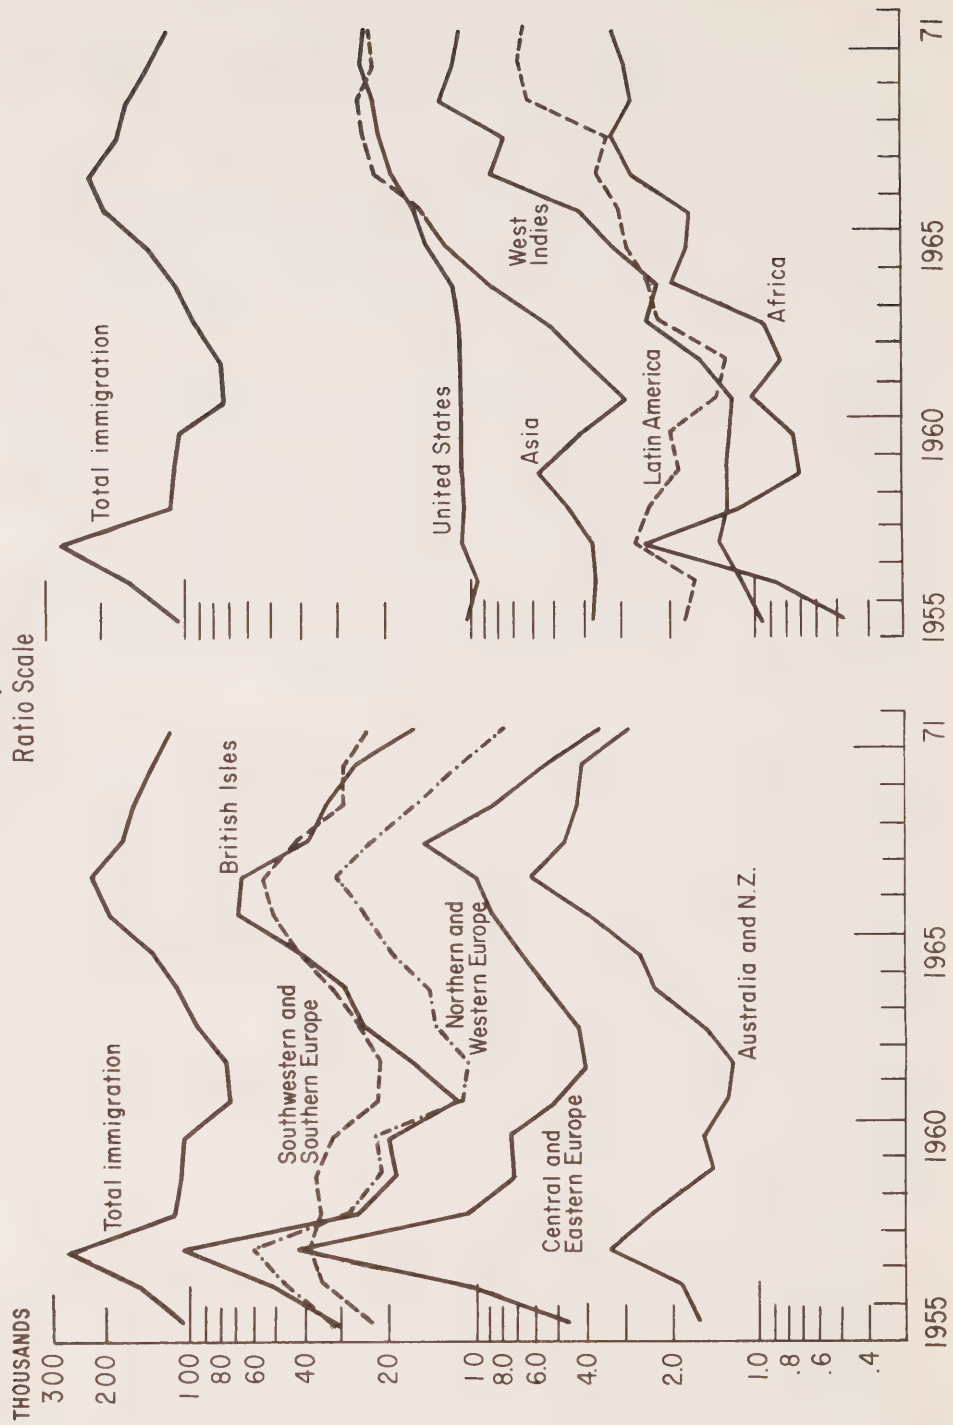 Ratio Scale
THOUSANDS
300
200
100
80
60
40
20
10
8.0
6.0
4.0
2.0
1.0
.8
.6
.4
Total immigration
British Isles
Southwestern and
Southern Europe
Northern and
Western Europe
Central and
Eastern Europe
Australia and N.Z.
1955
1960
1965
71
Total immigration
United States
Asia
West
Indies
Latin America
Africa
1955
1960
1965
71